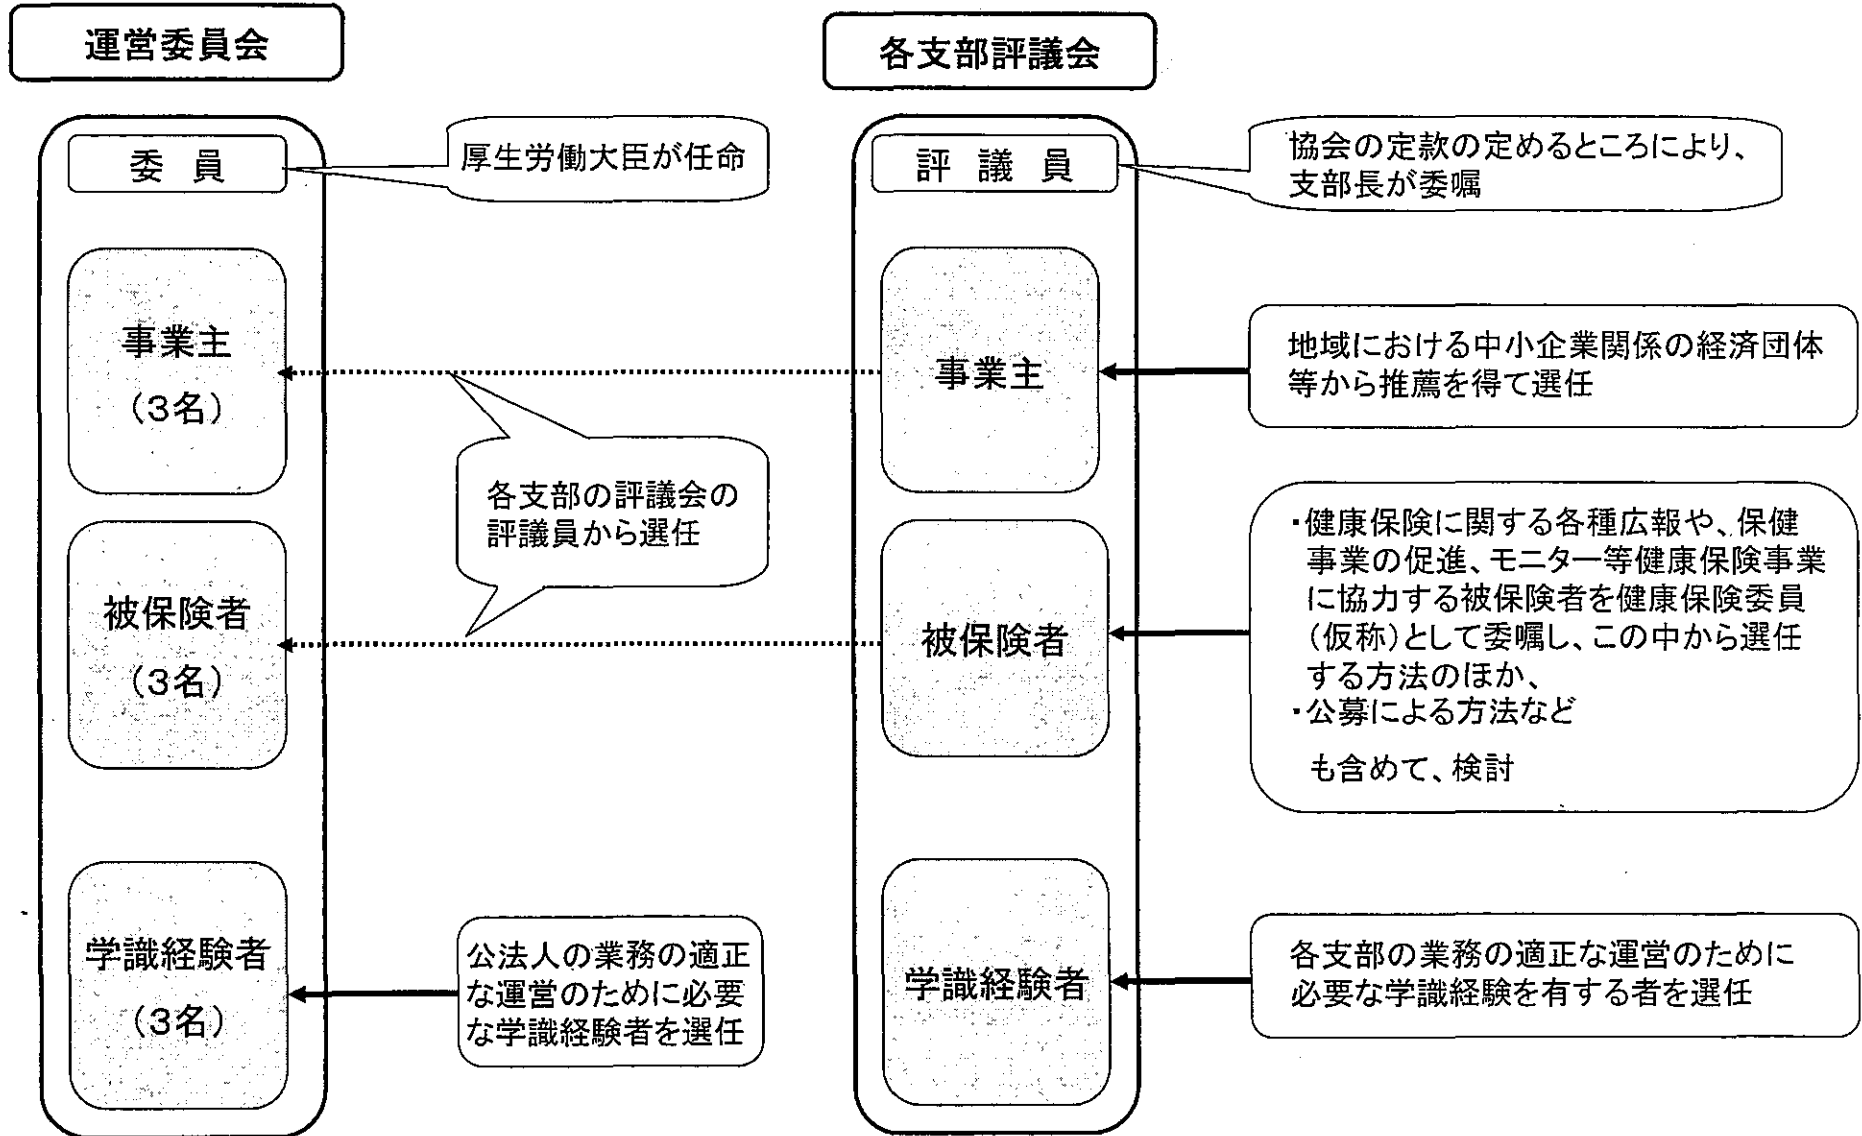 運営委員会
委員
厚生労働大臣が任命
事業主
(3名)
各支部の評議会の
評議員から選任
被保険者
(3名)
学識経験者
(3名)
公法人の業務の適正
な運営のために必要
な学識経験者を選任
各支部評議会
評議員
協会の定款の定めるところにより、
支部長が委嘱
事業主
地域における中小企業関係の経済団体
等から推薦を得て選任
被保険者
・健康保険に関する各種広報や、保健
事業の促進、モニター等健康保険事業
に協力する被保険者を健康保険委員
(仮称)として委嘱し、この中から選任
する方法のほか、
・公募による方法など
も含めて、検討
学識経験者
各支部の業務の適正な運営のために
必要な学識経験を有する者を選任